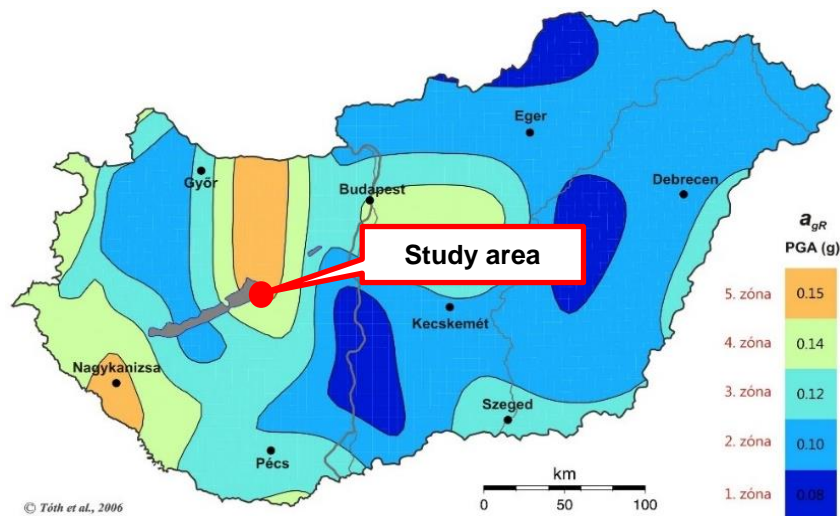 Eger
Győr
Budapest
Debrecen
Study area
Kecskemét
Nagykanizsa
Szeged
Pécs
a_gR
PGA (g)
5. zóna 0.15
4. zóna 0.14
3. zóna 0.12
2. zóna 0.10
1. zóna 0.08
km
0 50 100
© Tóth et al., 2006